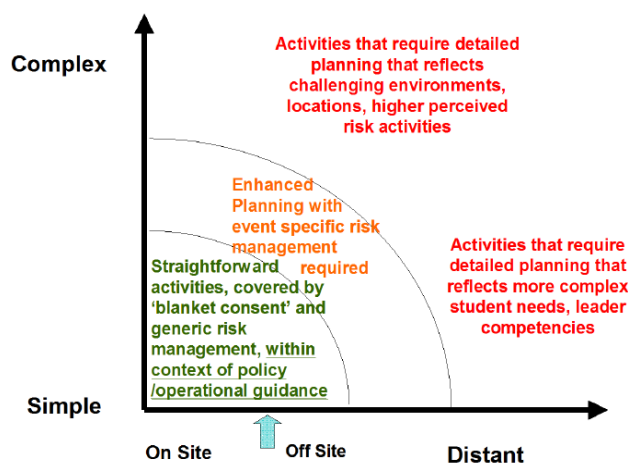 Complex
Activities that require detailed
planning that reflects
challenging environments,
locations, higher perceived
risk activities
Enhanced
Planning with
event specific risk
management
required
Activities that require
detailed planning that
reflects more complex
student needs, leader
competencies
Straightforward
activities, covered by
‘blanket consent’ and
generic risk
management, within
context of policy
/operational guidance
Simple
On Site
Off Site
Distant